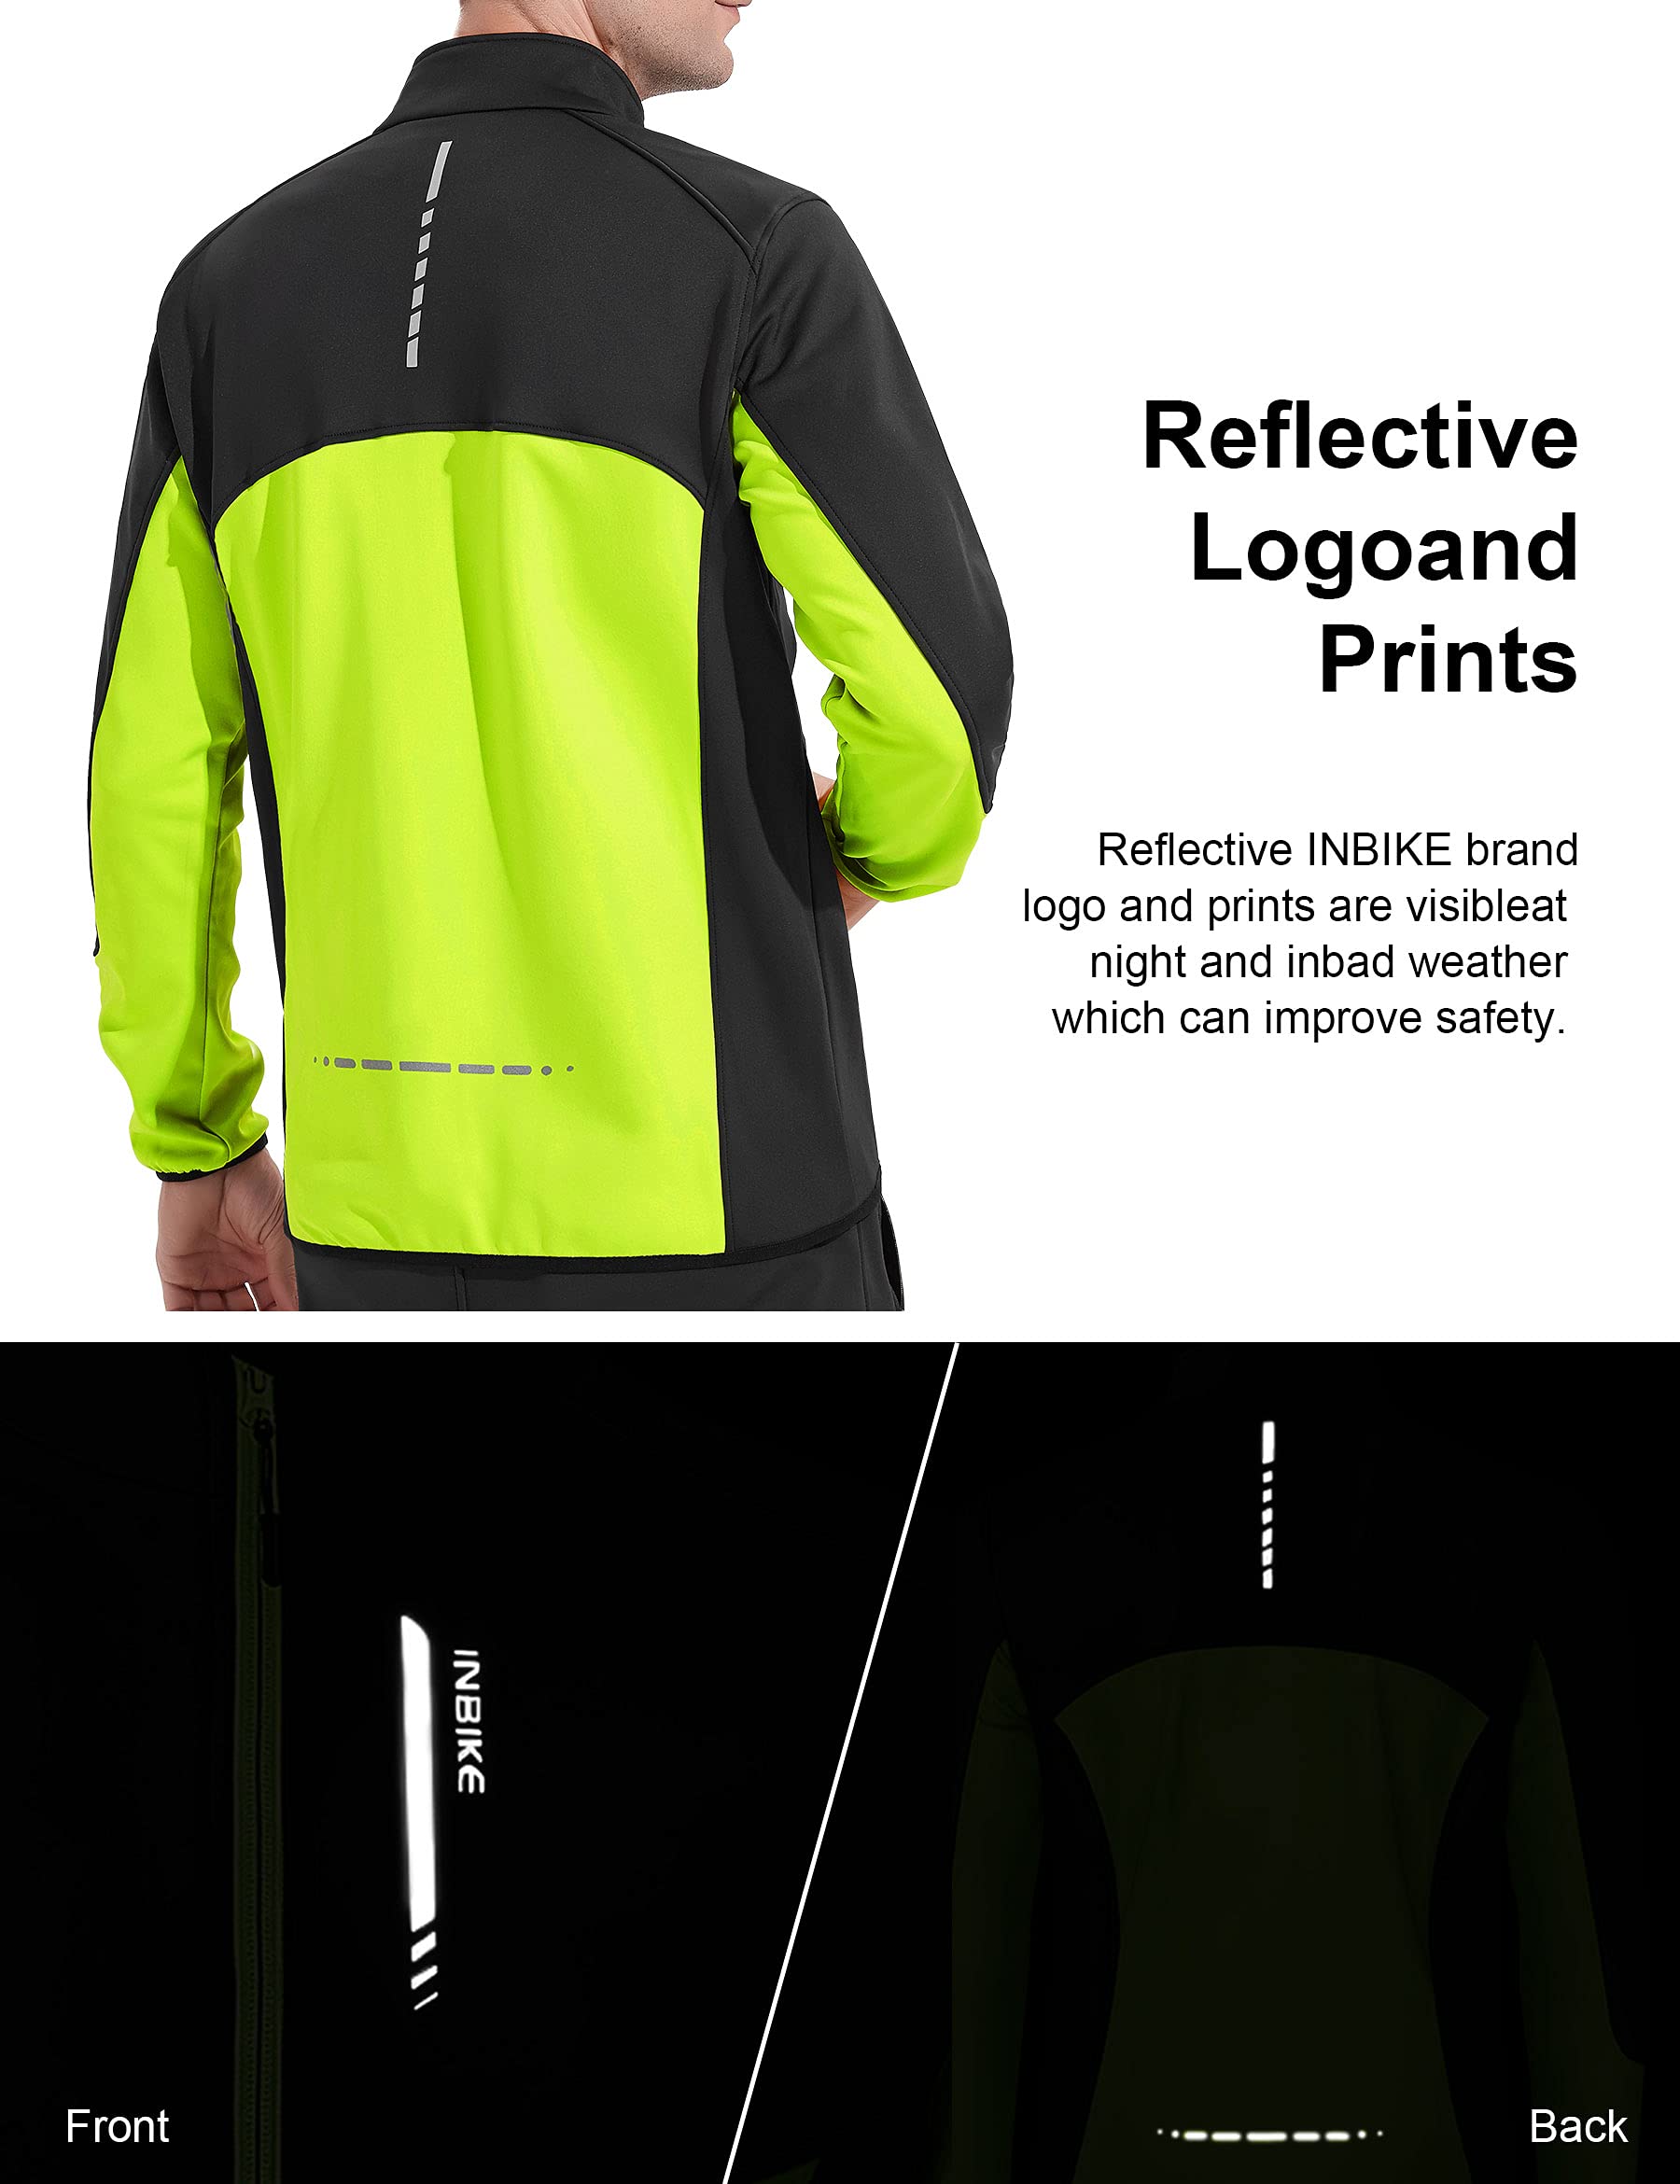 Reflective
Logoand
Prints
Reflective INBIKE brand
logo and prints are visibleat
night and inbad weather
which can improve safety.
INBIKE
Front
Back